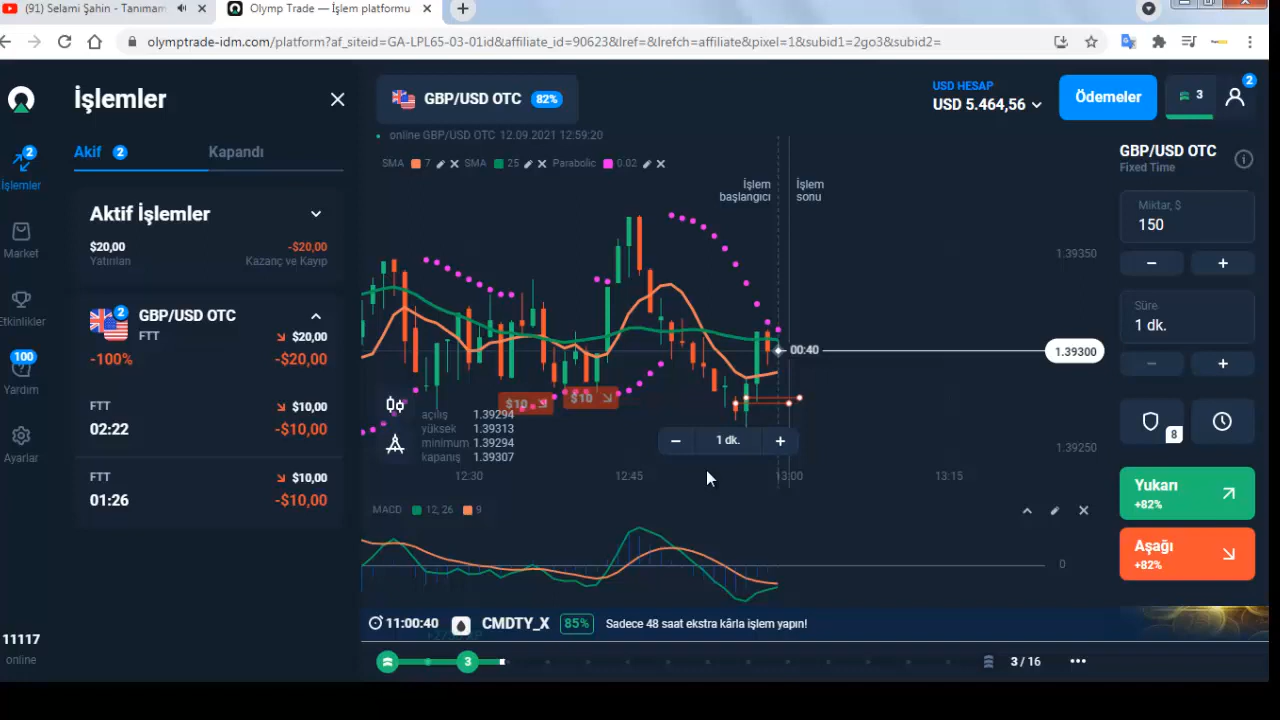 (91) Selami Şahin - Tanımam
Olymp Trade — İşlem platformu
olymptrade-idm.com/platform?af_siteid=GA-LPL65-03-01id&affiliate_id=90623&lref=&lrefch=affiliate&pixel=1&subid1=2go3&subid2=
İşlemler
GBP/USD OTC 82%
USD HESAP
USD 5.464,56
Ödemeler
3
2
online GBP/USD OTC 12.09.2021 12:59:20
SMA 7 SMA 25 Parabolic 0.02
2
İşlemler
Market
Etkinlikler
100
Yardım
Ayarlar
11117
online
Akif 2
Kapandı
Aktif İşlemler
$20,00 -$20,00
Yatırılan Kazanç ve Kayıp
2
GBP/USD OTC
FTT $20,00
-100% -$20,00
FTT $10,00
02:22 -$10,00
FTT $10,00
01:26 -$10,00
İşlem başlangıcı
İşlem sonu
1.39350
00:40
1.39300
1.39250
$10
$10
açılış 1.39294
yüksek 1.39313
minimum 1.39294
kapanış 1.39307
− 1 dk. +
12:30 12:45 13:00 13:15
MACD 12, 26 9
0
GBP/USD OTC
Fixed Time
Miktar, $
150
− +
Süre
1 dk.
− +
8
Yukarı
+82%
Aşağı
+82%
11:00:40 CMDTY_X 85% Sadece 48 saat ekstra kârla işlem yapın!
3
3 / 16